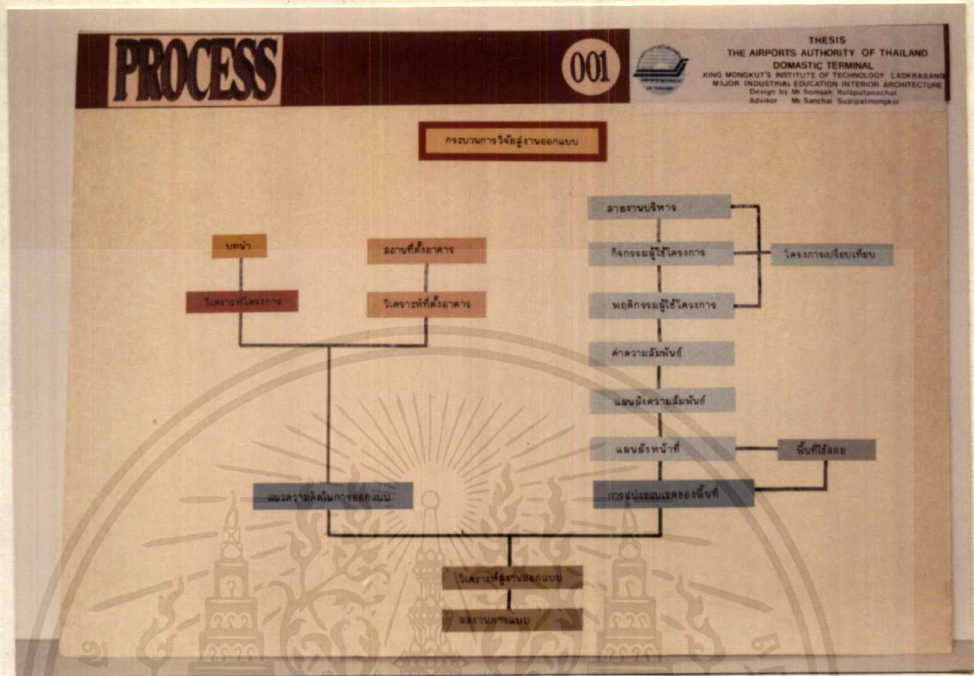 PROCESS
001
THESIS
THE AIRPORTS AUTHORITY OF THAILAND
DOMASTIC TERMINAL
KING MONGKUT'S INSTITUTE OF TECHNOLOGY LADKRABANG
MAJOR INDUSTRIAL EDUCATION INTERIOR ARCHITECTURE
Design by Mr. Somsak
Advisor Mr. Sanchai
กระบวนการวิจัยสู่งานออกแบบ
บทนำ
วิเคราะห์โครงการ
สถานที่ตั้งอาคาร
วิเคราะห์ที่ตั้งอาคาร
สายงานบริหาร
กิจกรรมผู้ใช้โครงการ
โครงการเปรียบเทียบ
พฤติกรรมผู้ใช้โครงการ
ค่าความสัมพันธ์
แผนผังความสัมพันธ์
แผนผังหน้าที่
พื้นที่ใช้สอย
แนวความคิดในการออกแบบ
การแบ่งขอบเขตของพื้นที่
วิเคราะห์สู่งานออกแบบ
ผลงานการแบบ